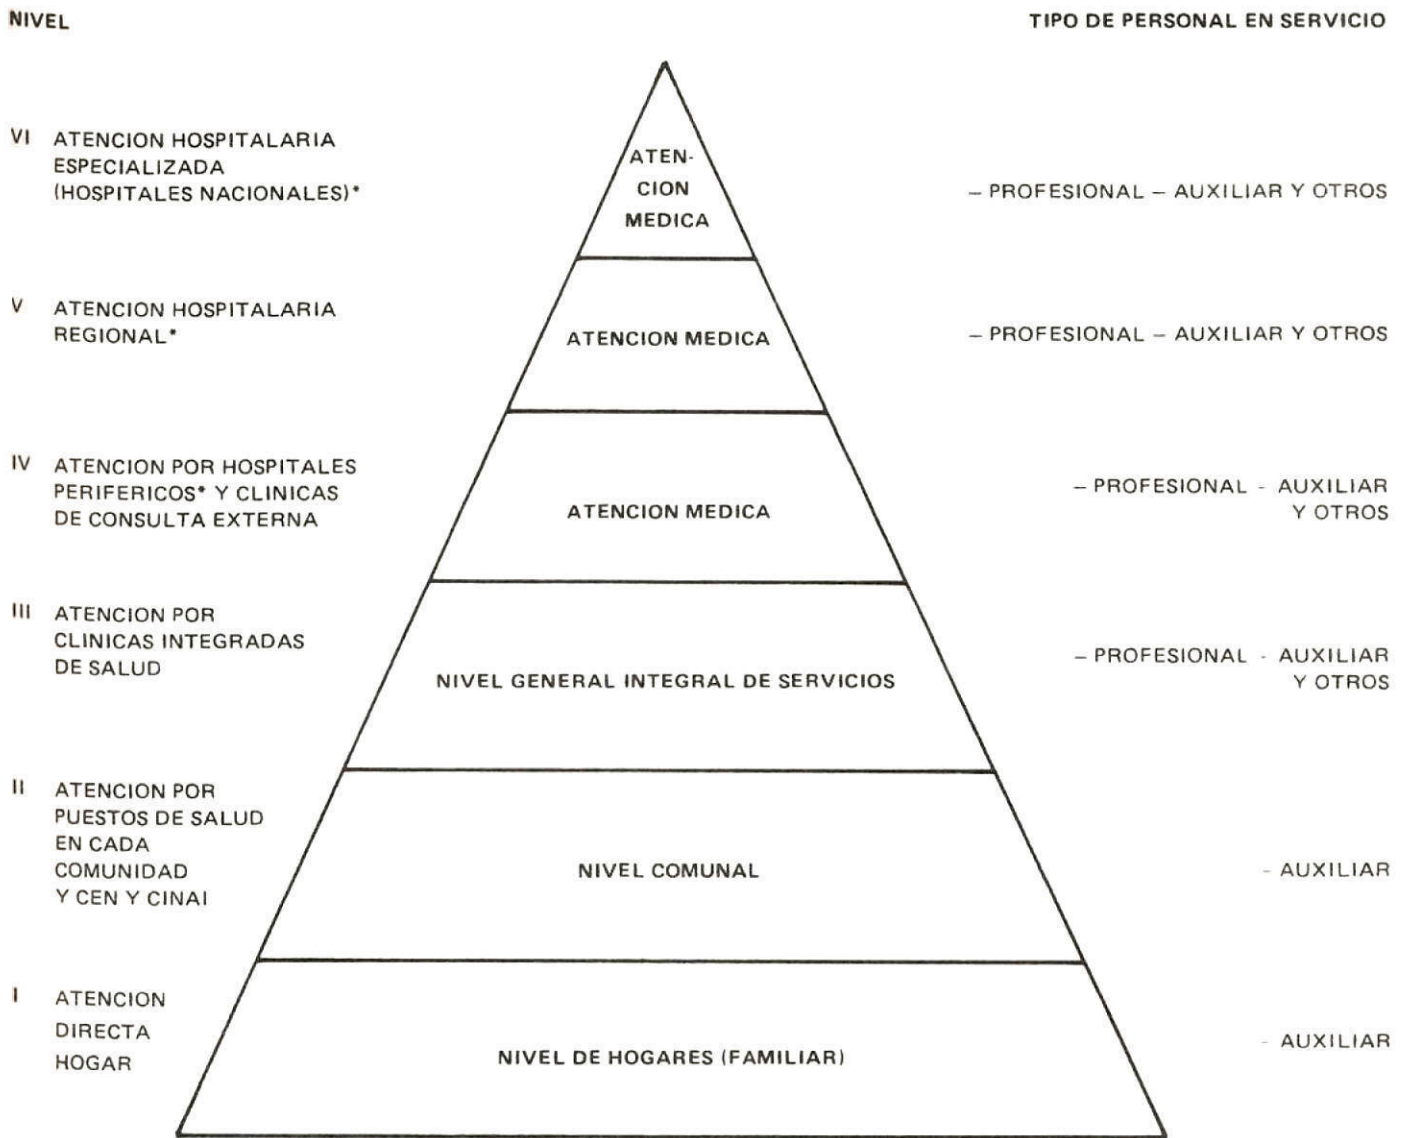 NIVEL
TIPO DE PERSONAL EN SERVICIO
VI ATENCION HOSPITALARIA
ESPECIALIZADA
(HOSPITALES NACIONALES)*
ATEN-
CION
MEDICA
— PROFESIONAL — AUXILIAR Y OTROS
V ATENCION HOSPITALARIA
REGIONAL*
ATENCION MEDICA
— PROFESIONAL — AUXILIAR Y OTROS
IV ATENCION POR HOSPITALES
PERIFERICOS* Y CLINICAS
DE CONSULTA EXTERNA
ATENCION MEDICA
— PROFESIONAL - AUXILIAR
Y OTROS
III ATENCION POR
CLINICAS INTEGRADAS
DE SALUD
NIVEL GENERAL INTEGRAL DE SERVICIOS
— PROFESIONAL - AUXILIAR
Y OTROS
II ATENCION POR
PUESTOS DE SALUD
EN CADA
COMUNIDAD
Y CEN Y CINAI
NIVEL COMUNAL
- AUXILIAR
I ATENCION
DIRECTA
HOGAR
NIVEL DE HOGARES (FAMILIAR)
- AUXILIAR